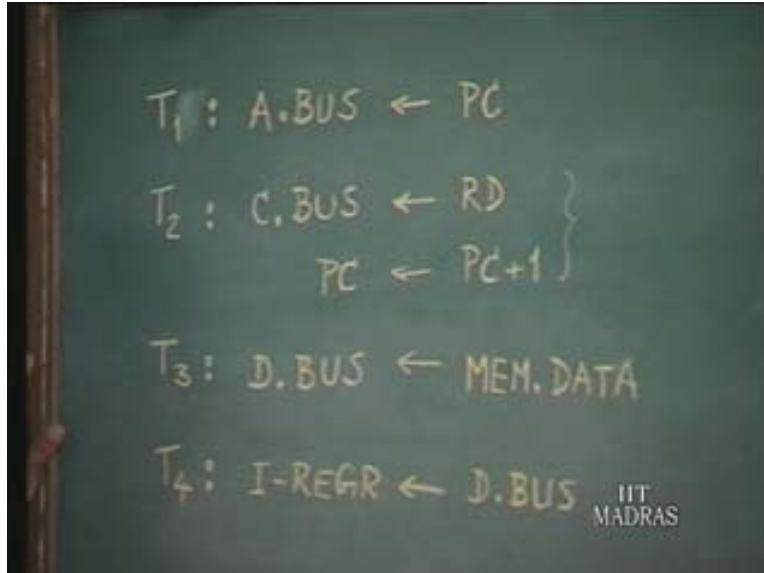 T1 : A.BUS ← PC
T2 : C.BUS ← RD
PC ← PC+1
T3 : D.BUS ← MEM. DATA
T4 : I-REGR ← D.BUS
IIT
MADRAS